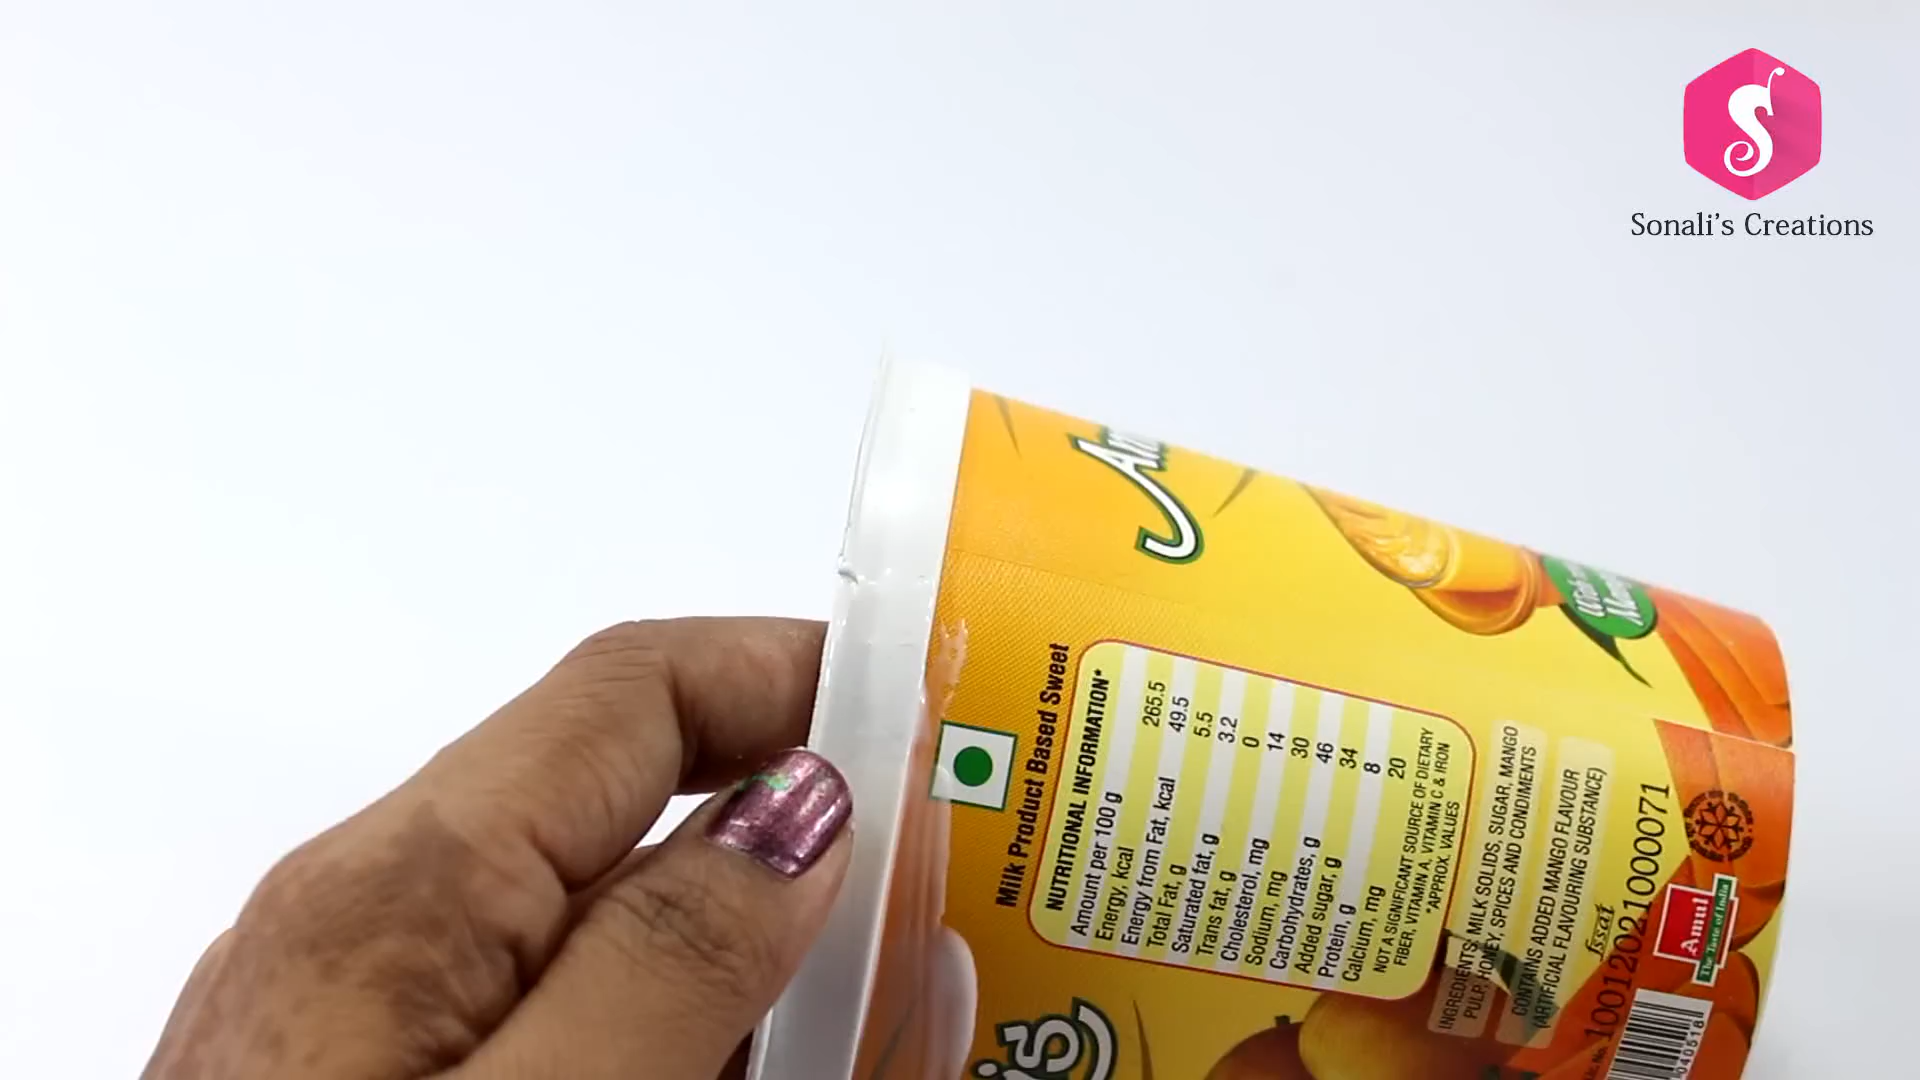 Sonali's Creations
Milk Product Based Sweet
NUTRITIONAL INFORMATION*
Amount per 100 g
Energy, kcal 265.5
Energy from Fat, kcal 49.5
Total Fat, g 5.5
Saturated fat, g 3.2
Trans fat, g 0
Cholesterol, mg 14
Sodium, mg 30
Carbohydrates, g 46
Added sugar, g 34
Protein, g 8
Calcium, mg 20
NOT A SIGNIFICANT SOURCE OF DIETARY
FIBER, VITAMIN A, VITAMIN C & IRON
*APPROX. VALUES
INGREDIENTS: MILK SOLIDS, SUGAR, MANGO
PULP, HONEY, SPICES AND CONDIMENTS
CONTAINS ADDED MANGO FLAVOUR
(ARTIFICIAL FLAVOURING SUBSTANCE)
fssai
Lic. No. 10012021000071
Amul
The Taste of India